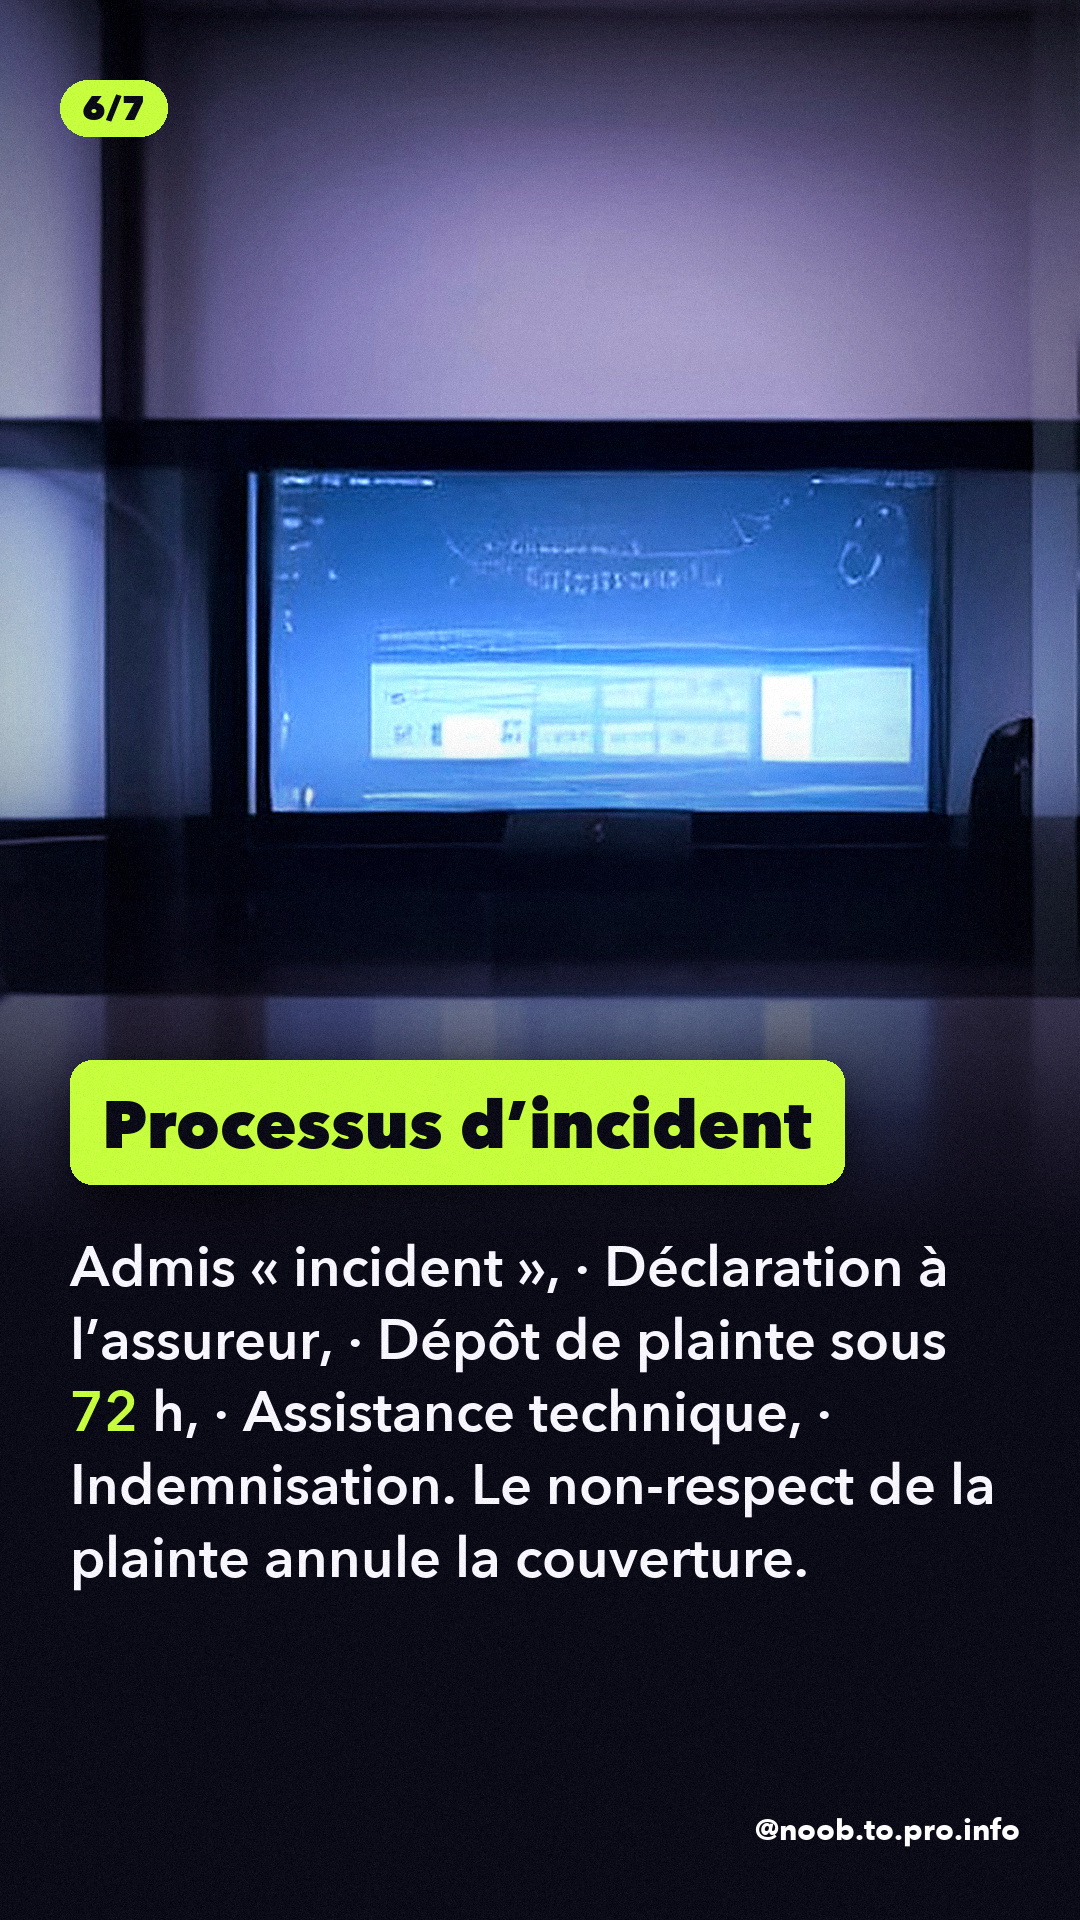 6/7
Processus d’incident
Admis « incident », · Déclaration à
l’assureur, · Dépôt de plainte sous
72 h, · Assistance technique, ·
Indemnisation. Le non-respect de la
plainte annule la couverture.
@noob.to.pro.info